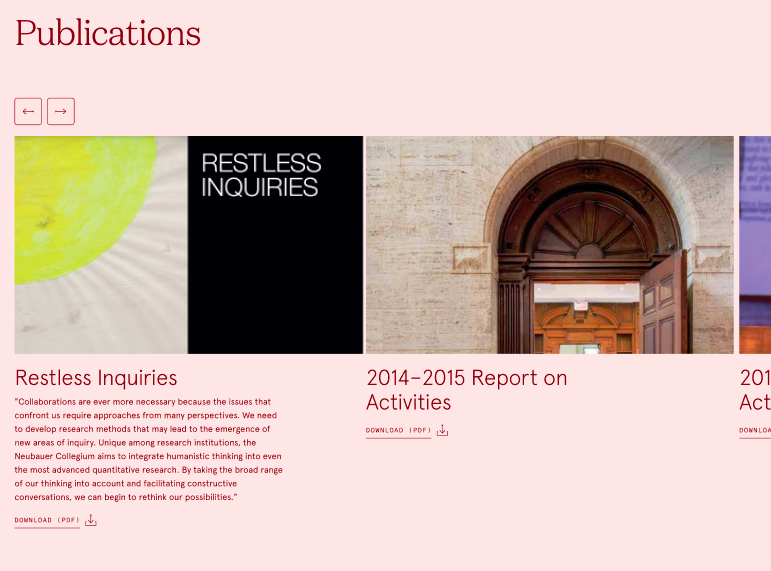 Publications
RESTLESS
INQUIRIES
Restless Inquiries
"Collaborations are ever more necessary because the issues that
confront us require approaches from many perspectives. We need
to develop research methods that may lead to the emergence of
new areas of inquiry. Unique among research institutions, the
Neubauer Collegium aims to integrate humanistic thinking into even
the most advanced quantitative research. By taking the broad range
of our thinking into account and facilitating constructive
conversations, we can begin to rethink our possibilities."
DOWNLOAD (PDF)
2014–2015 Report on
Activities
DOWNLOAD (PDF)
201
Act
DOWNLOA